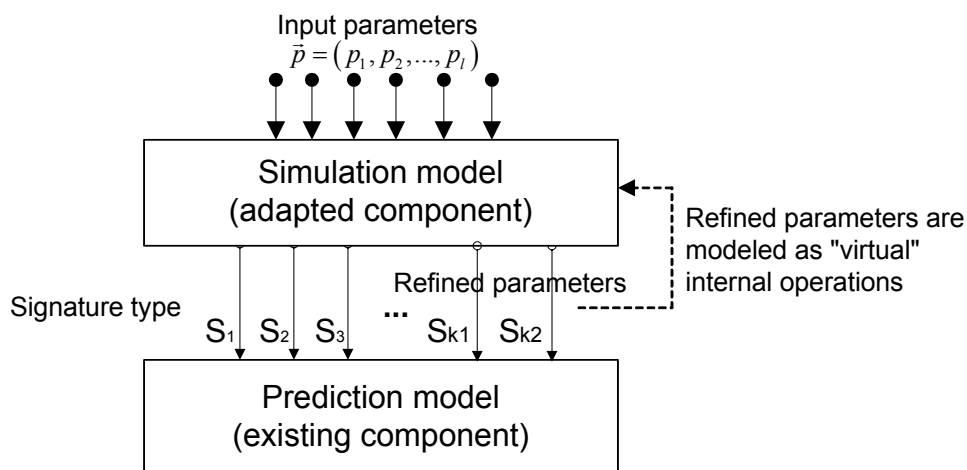 Input parameters
p⃗ = (p₁, p₂, ..., pₗ)
Simulation model
(adapted component)
Refined parameters are
modeled as "virtual"
internal operations
Refined parameters
Signature type
...
S₁ S₂ S₃ Sk1 Sk2
Prediction model
(existing component)